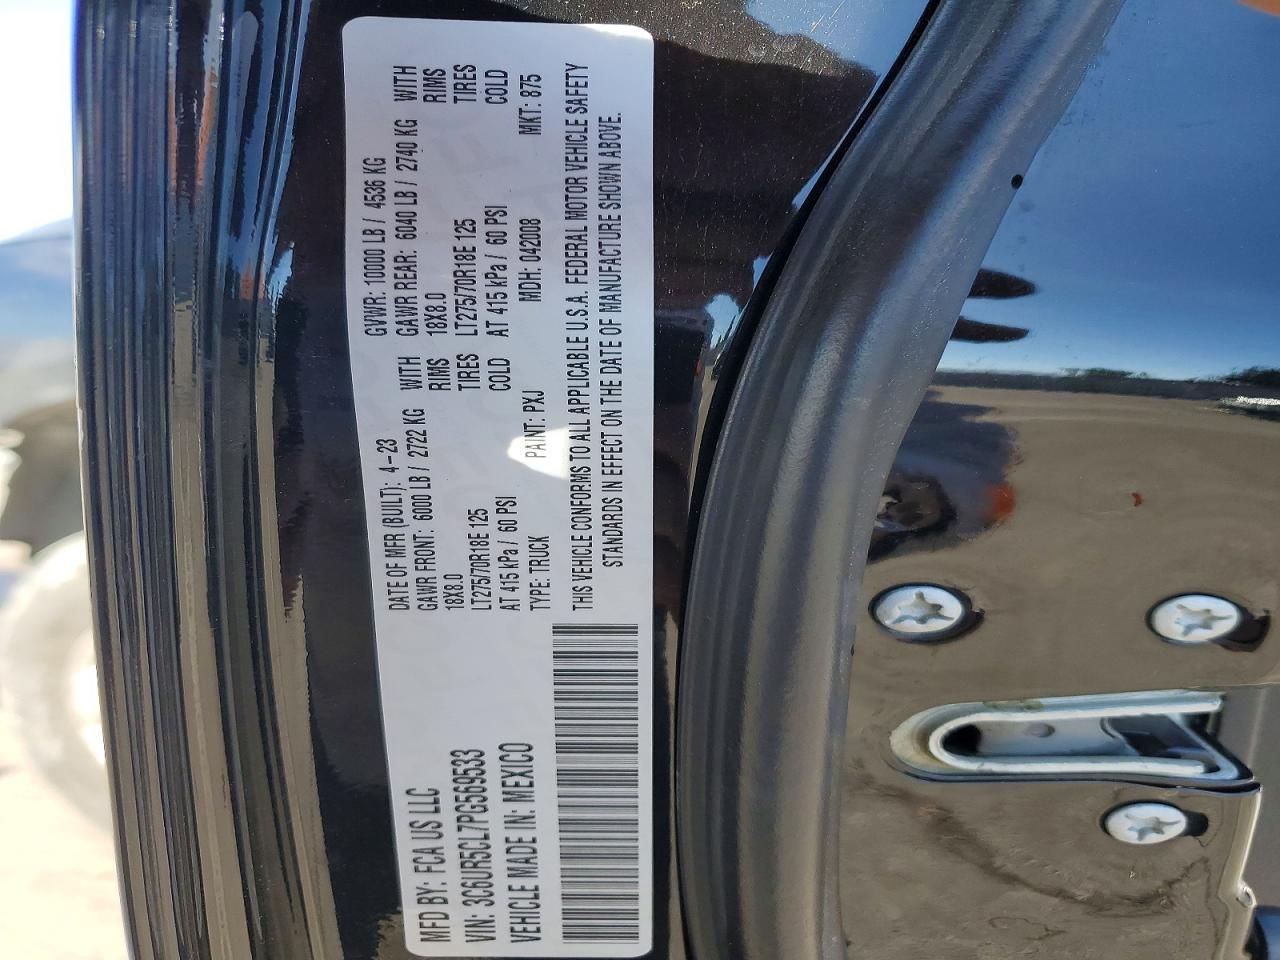 MFD BY: FCA US LLC
DATE OF MFR (BUILT): 4-23 GVWR: 10000 LB / 4536 KG
GAWR FRONT: 6000 LB / 2722 KG WITH GAWR REAR: 6040 LB / 2740 KG WITH
18X8.0 RIMS 18X8.0 RIMS
LT275/70R18E 125 TIRES LT275/70R18E 125 TIRES
AT 415 kPa / 60 PSI COLD AT 415 kPa / 60 PSI COLD
VIN: 3C6UR5CL7PG569533 TYPE: TRUCK PAINT: PXJ MDH: 042008 MKT: 875
VEHICLE MADE IN: MEXICO
THIS VEHICLE CONFORMS TO ALL APPLICABLE U.S.A. FEDERAL MOTOR VEHICLE SAFETY
STANDARDS IN EFFECT ON THE DATE OF MANUFACTURE SHOWN ABOVE.